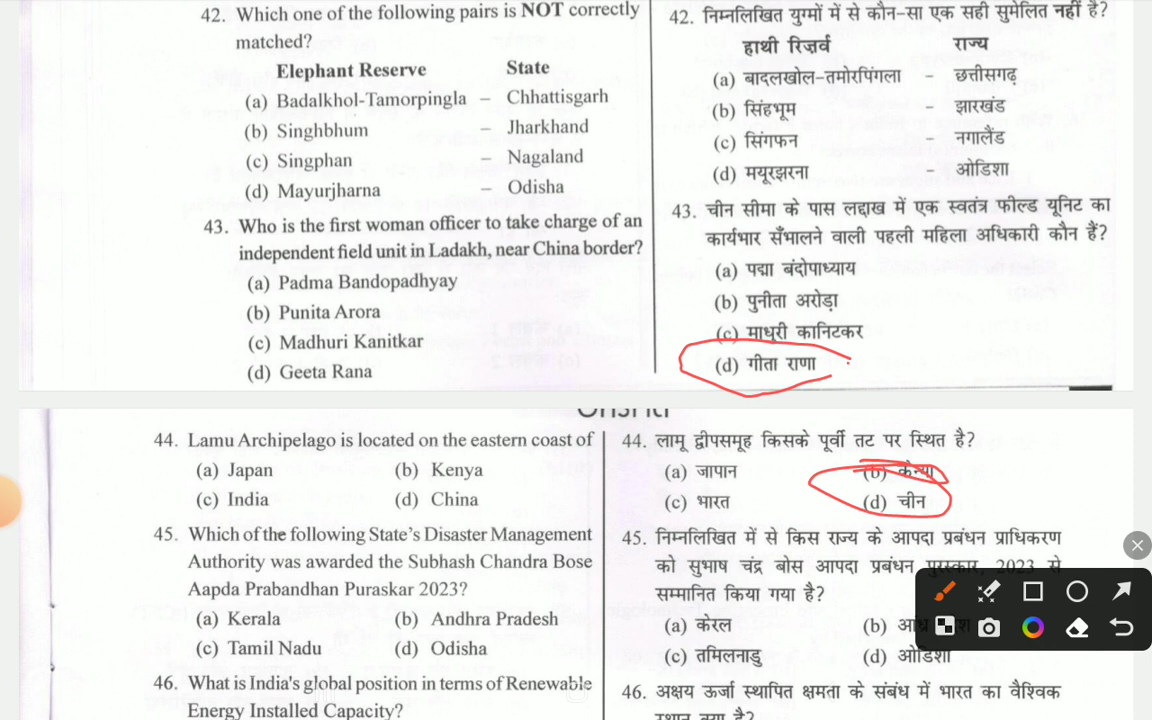 42. Which one of the following pairs is NOT correctly
matched?
Elephant Reserve State
(a) Badalkhol-Tamorpingla – Chhattisgarh
(b) Singhbhum – Jharkhand
(c) Singphan – Nagaland
(d) Mayurjharna – Odisha
43. Who is the first woman officer to take charge of an
independent field unit in Ladakh, near China border?
(a) Padma Bandopadhyay
(b) Punita Arora
(c) Madhuri Kanitkar
(d) Geeta Rana
42. निम्नलिखित युग्मों में से कौन-सा एक सही सुमेलित नहीं है?
हाथी रिज़र्व राज्य
(a) बादलखोल-तमोरपिंगला – छत्तीसगढ़
(b) सिंहभूम – झारखंड
(c) सिंगफन – नगालैंड
(d) मयूरझरना – ओडिशा
43. चीन सीमा के पास लद्दाख में एक स्वतंत्र फील्ड यूनिट का
कार्यभार सँभालने वाली पहली महिला अधिकारी कौन हैं?
(a) पद्मा बंदोपाध्याय
(b) पुनीता अरोड़ा
(c) माधुरी कानिटकर
(d) गीता राणा
44. Lamu Archipelago is located on the eastern coast of
(a) Japan (b) Kenya
(c) India (d) China
45. Which of the following State's Disaster Management
Authority was awarded the Subhash Chandra Bose
Aapda Prabandhan Puraskar 2023?
(a) Kerala (b) Andhra Pradesh
(c) Tamil Nadu (d) Odisha
46. What is India's global position in terms of Renewable
Energy Installed Capacity?
44. लामू द्वीपसमूह किसके पूर्वी तट पर स्थित है?
(a) जापान (b) केन्या
(c) भारत (d) चीन
45. निम्नलिखित में से किस राज्य के आपदा प्रबंधन प्राधिकरण
को सुभाष चंद्र बोस आपदा प्रबंधन पुरस्कार, 2023 से
सम्मानित किया गया है?
(a) केरल (b)
(c) तमिलनाडु (d) ओडिशा
46. अक्षय ऊर्जा स्थापित क्षमता के संबंध में भारत का वैश्विक